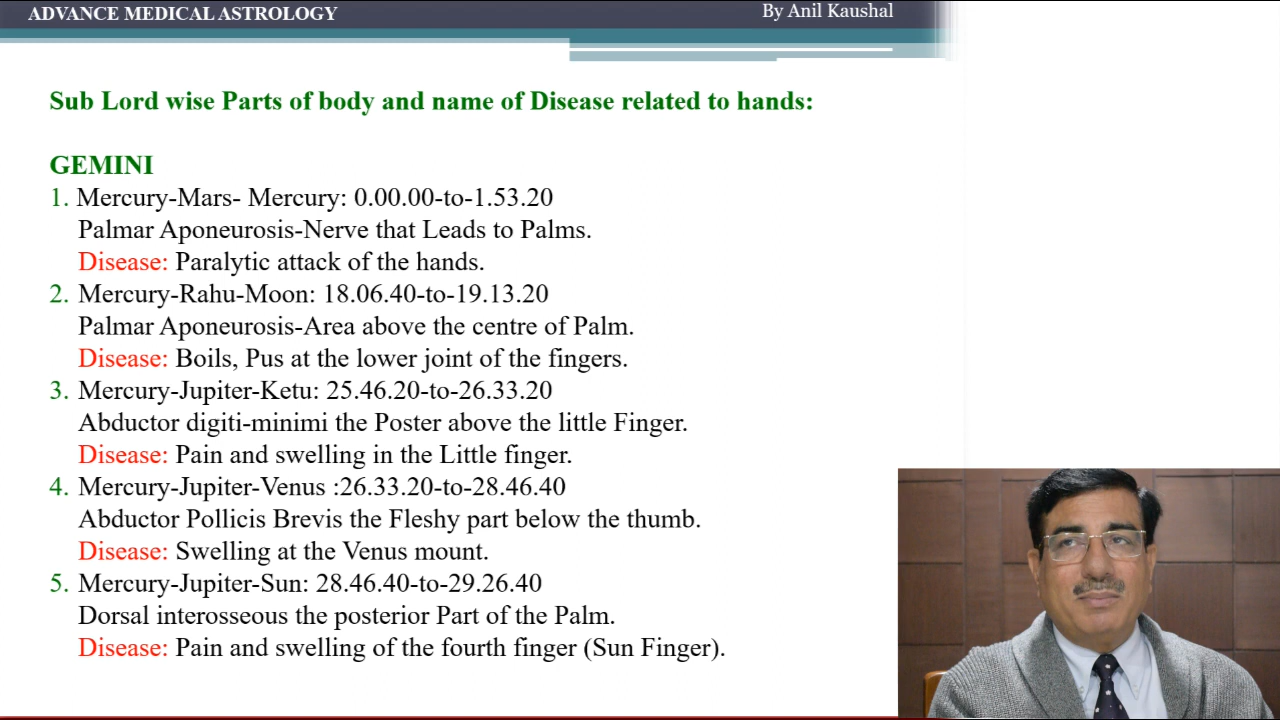 ADVANCE MEDICAL ASTROLOGY
By Anil Kaushal
Sub Lord wise Parts of body and name of Disease related to hands:
GEMINI
1. Mercury-Mars- Mercury: 0.00.00-to-1.53.20
Palmar Aponeurosis-Nerve that Leads to Palms.
Disease: Paralytic attack of the hands.
2. Mercury-Rahu-Moon: 18.06.40-to-19.13.20
Palmar Aponeurosis-Area above the centre of Palm.
Disease: Boils, Pus at the lower joint of the fingers.
3. Mercury-Jupiter-Ketu: 25.46.20-to-26.33.20
Abductor digiti-minimi the Poster above the little Finger.
Disease: Pain and swelling in the Little finger.
4. Mercury-Jupiter-Venus :26.33.20-to-28.46.40
Abductor Pollicis Brevis the Fleshy part below the thumb.
Disease: Swelling at the Venus mount.
5. Mercury-Jupiter-Sun: 28.46.40-to-29.26.40
Dorsal interosseous the posterior Part of the Palm.
Disease: Pain and swelling of the fourth finger (Sun Finger).